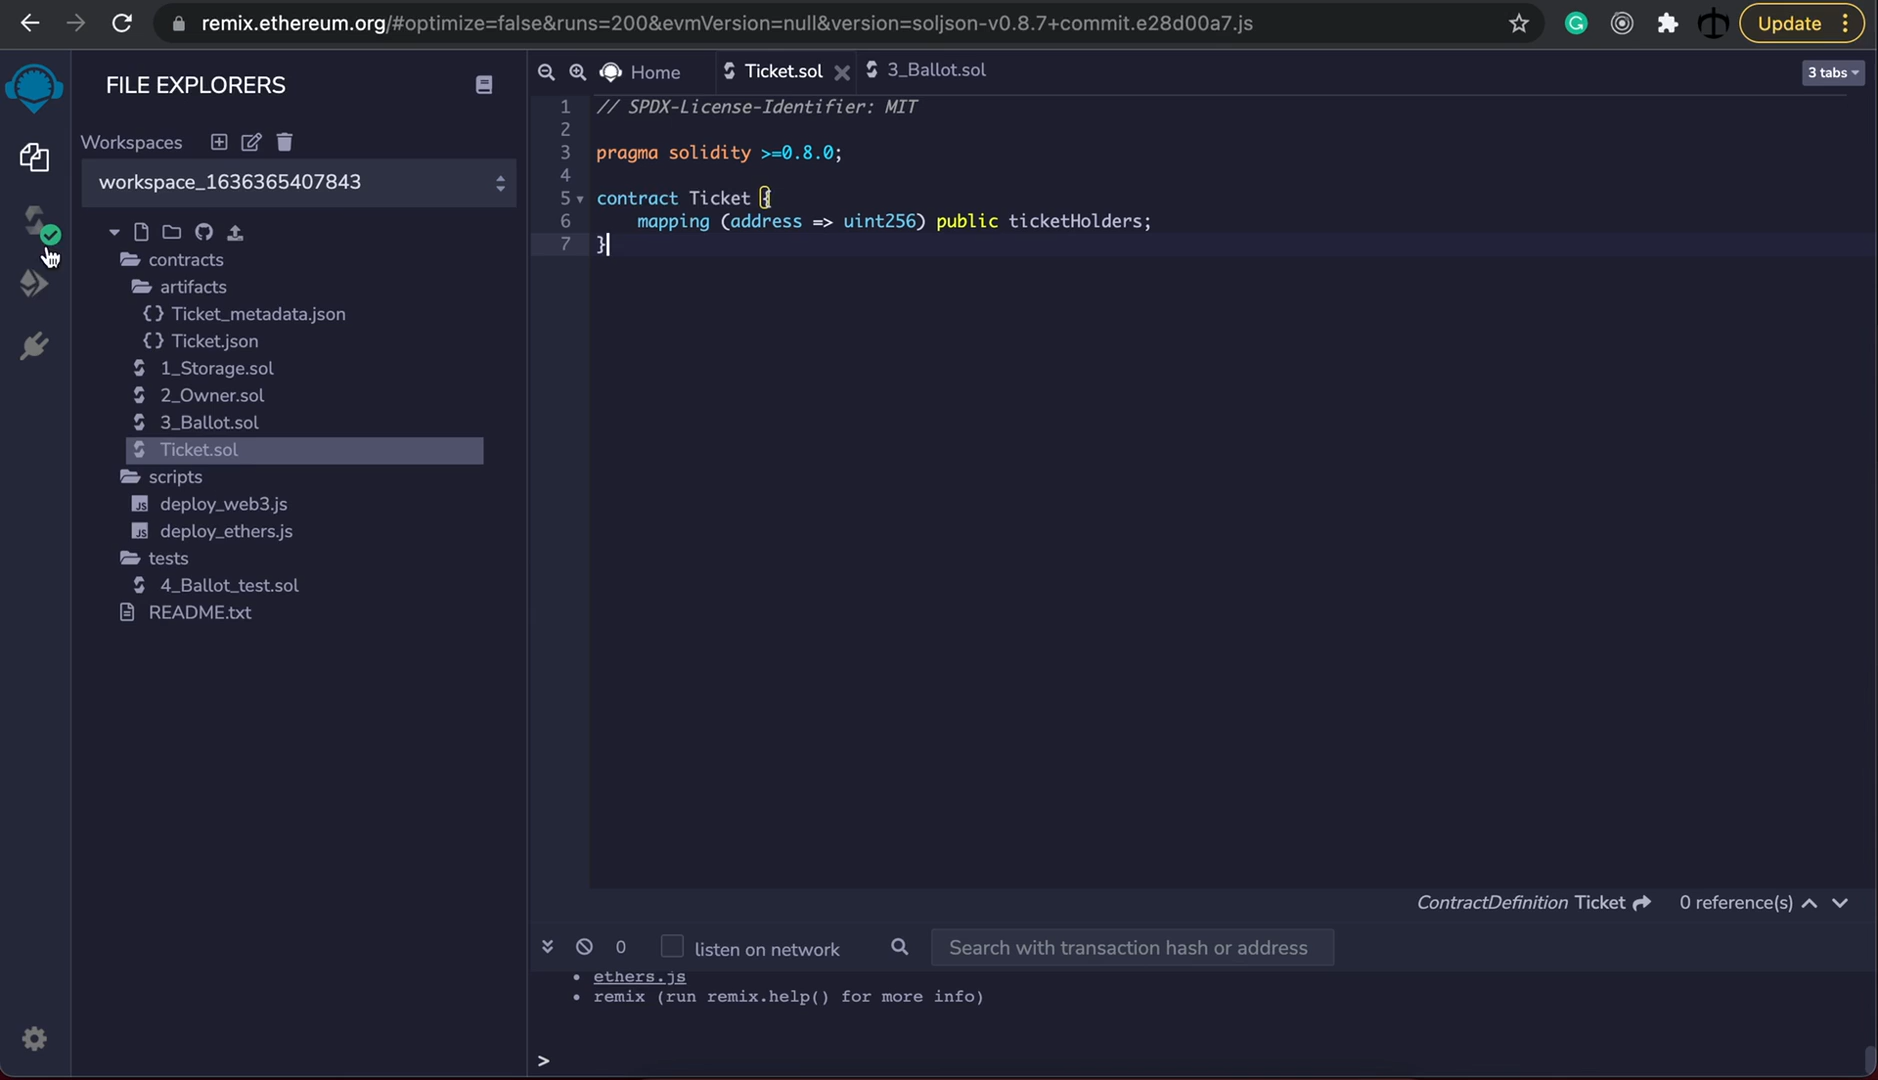 remix.ethereum.org/#optimize=false&runs=200&evmVersion=null&version=soljson-v0.8.7+commit.e28d00a7.js
Update
FILE EXPLORERS
Workspaces
workspace_1636365407843
contracts
artifacts
Ticket_metadata.json
Ticket.json
1_Storage.sol
2_Owner.sol
3_Ballot.sol
Ticket.sol
scripts
JS deploy_web3.js
JS deploy_ethers.js
tests
4_Ballot_test.sol
README.txt
Home
Ticket.sol
3_Ballot.sol
3 tabs
1 // SPDX-License-Identifier: MIT
2
3 pragma solidity >=0.8.0;
4
5 contract Ticket {
6 mapping (address => uint256) public ticketHolders;
7 }
ContractDefinition Ticket 0 reference(s)
0 listen on network Search with transaction hash or address
• ethers.js
• remix (run remix.help() for more info)
>